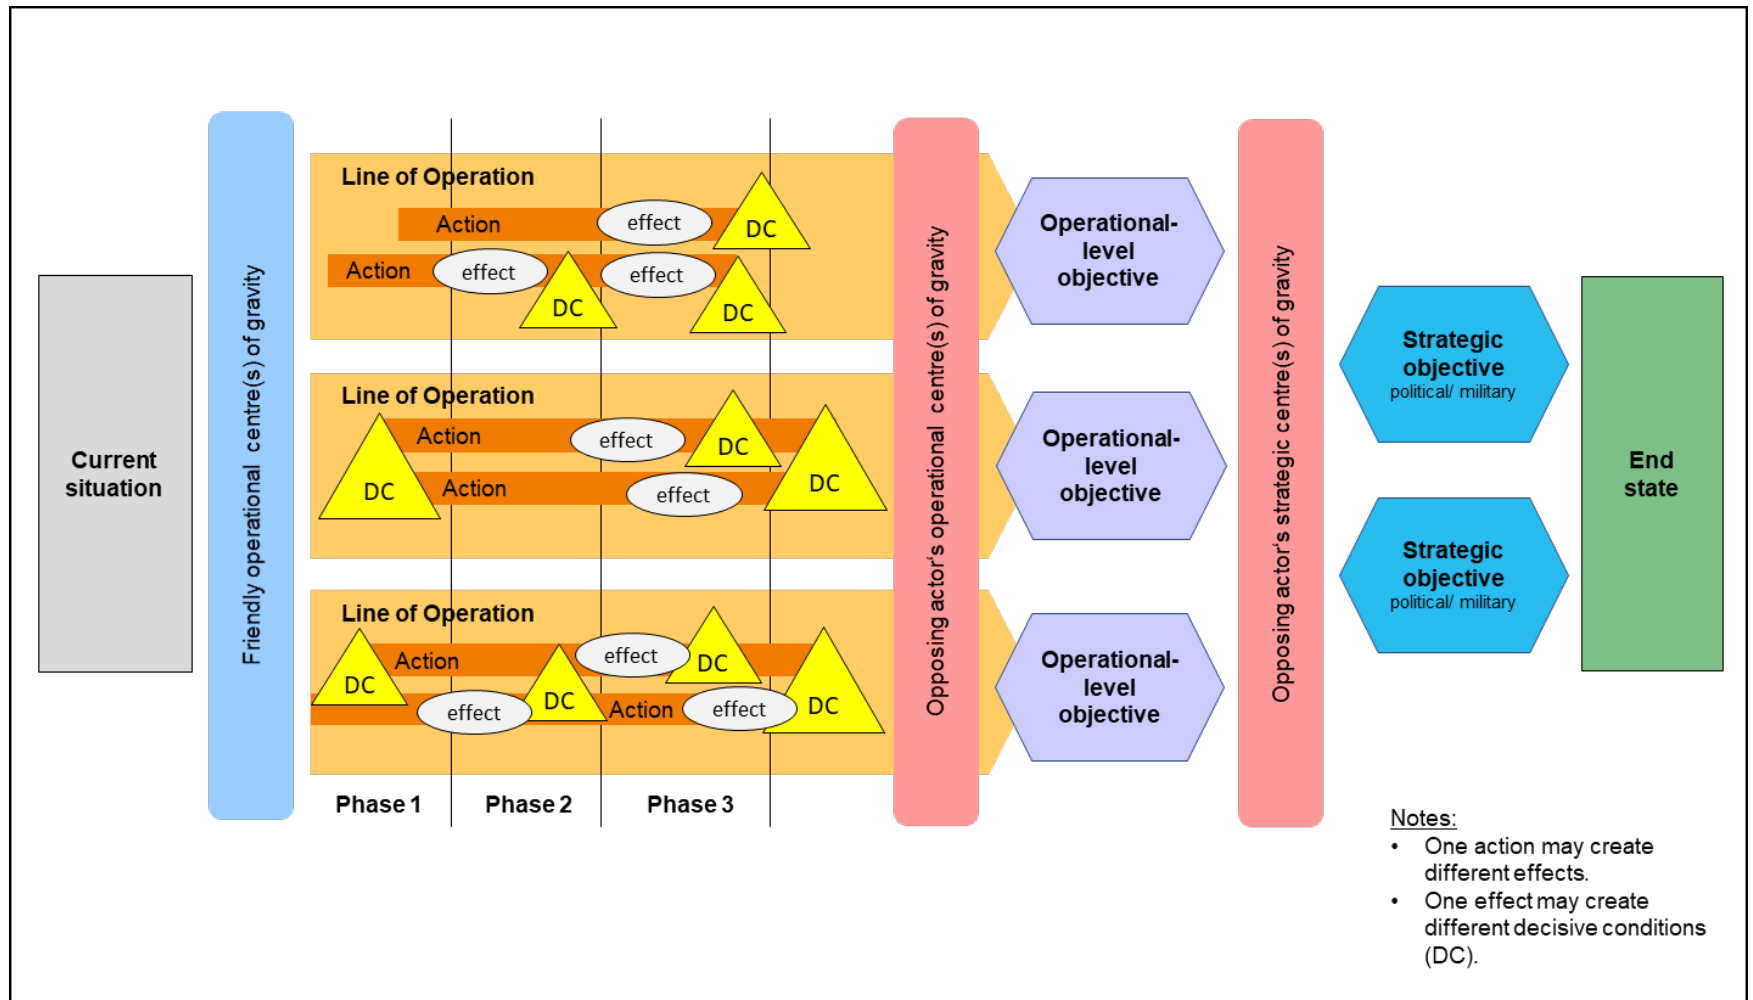 Current
situation
Friendly operational centre(s) of gravity
Line of Operation
Action
effect
DC
Action
effect
DC
effect
DC
Line of Operation
DC
Action
effect
DC
Action
effect
DC
Line of Operation
DC
Action
effect
DC
effect
DC
Action
effect
DC
Phase 1
Phase 2
Phase 3
Opposing actor's operational centre(s) of gravity
Operational-
level
objective
Operational-
level
objective
Operational-
level
objective
Opposing actor's strategic centre(s) of gravity
Strategic
objective
political/ military
Strategic
objective
political/ military
End
state
Notes:
• One action may create
different effects.
• One effect may create
different decisive conditions
(DC).